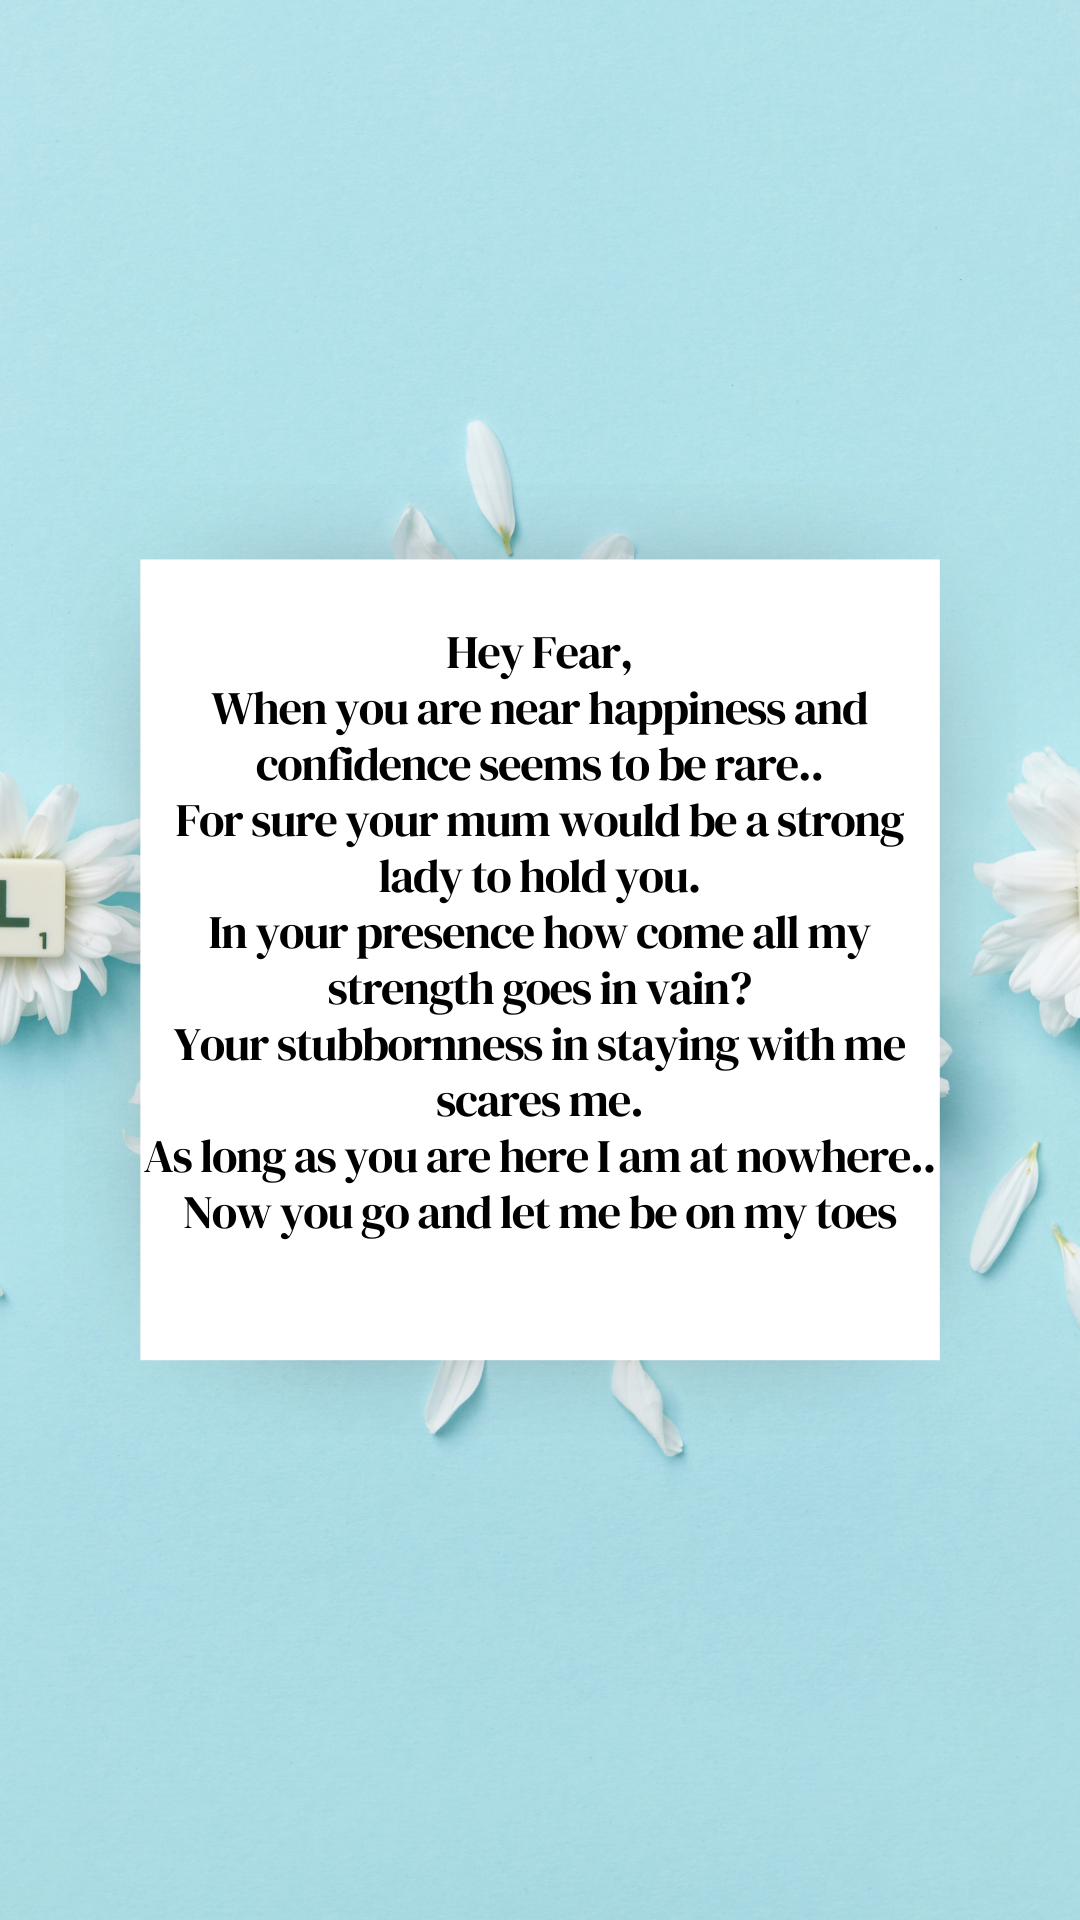 Hey Fear,
When you are near happiness and
confidence seems to be rare..
For sure your mum would be a strong
lady to hold you.
In your presence how come all my
strength goes in vain?
Your stubbornness in staying with me
scares me.
As long as you are here I am at nowhere..
Now you go and let me be on my toes
L
1